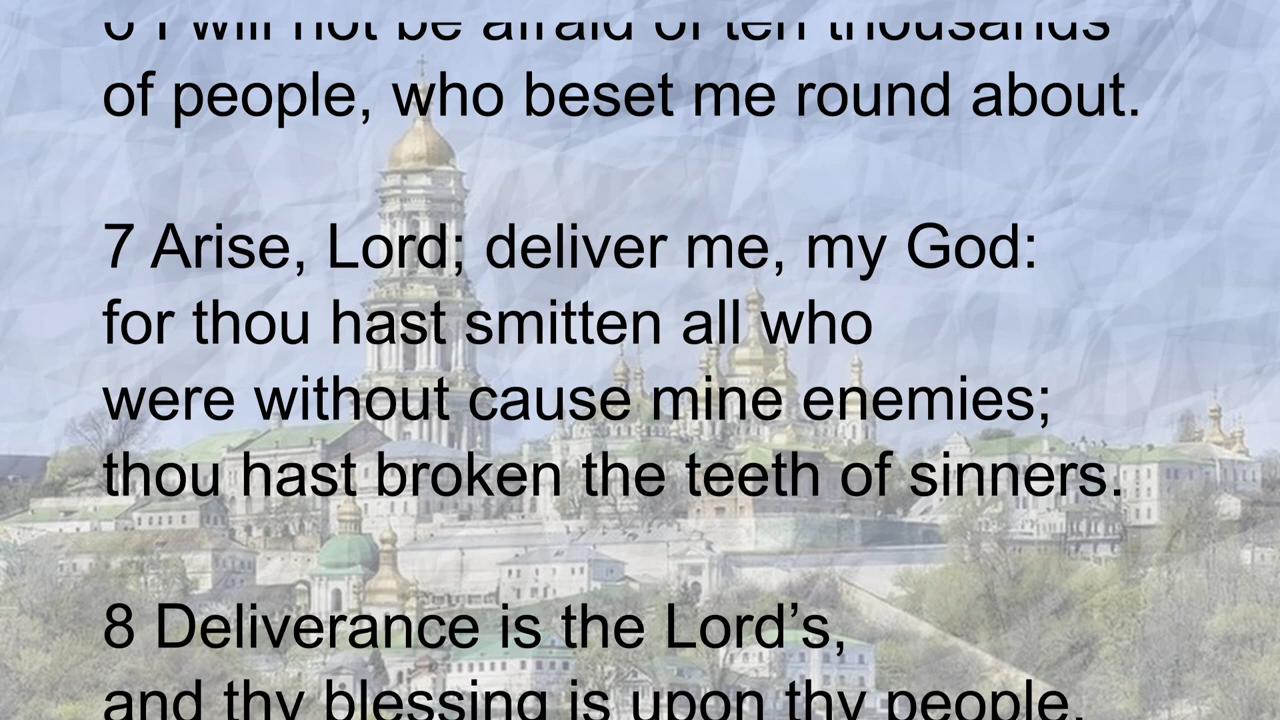 6 I will not be afraid of ten thousands
of people, who beset me round about.
7 Arise, Lord; deliver me, my God:
for thou hast smitten all who
were without cause mine enemies;
thou hast broken the teeth of sinners.
8 Deliverance is the Lord’s,
and thy blessing is upon thy people.